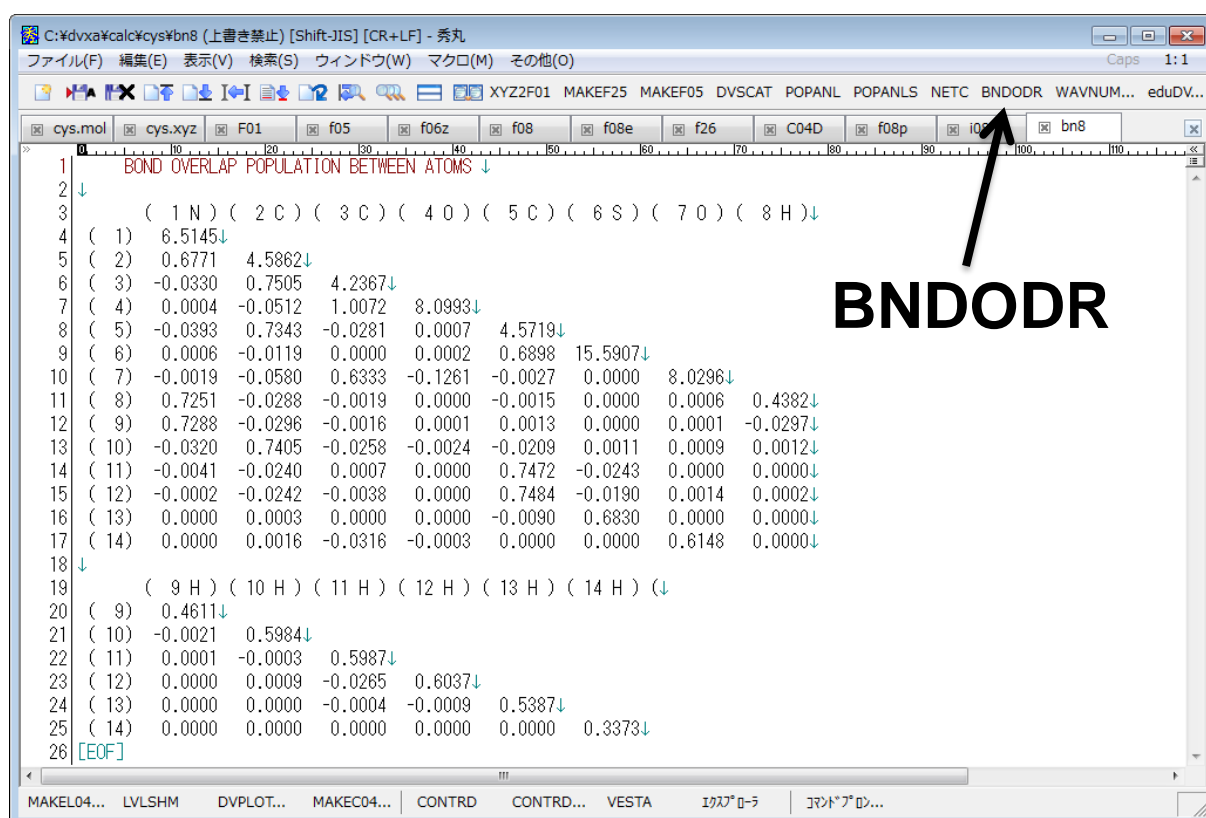 C:¥dvxa¥calc¥cys¥bn8 (上書き禁止) [Shift-JIS] [CR+LF] - 秀丸
ファイル(F) 編集(E) 表示(V) 検索(S) ウィンドウ(W) マクロ(M) その他(O) Caps 1:1
XYZ2F01 MAKEF25 MAKEF05 DVSCAT POPANL POPANLS NETC BNDODR WAVNUM... eduDV...
cys.mol cys.xyz F01 f05 f06z f08 f08e f26 C04D f08p bn8
0 10 20 30 40 50 60 70 80 90 100 110
1 BOND OVERLAP POPULATION BETWEEN ATOMS ↓
2 ↓
3 ( 1 N ) ( 2 C ) ( 3 C ) ( 4 O ) ( 5 C ) ( 6 S ) ( 7 O ) ( 8 H )↓
4 ( 1) 6.5145↓
5 ( 2) 0.6771 4.5862↓
6 ( 3) -0.0330 0.7505 4.2367↓
7 ( 4) 0.0004 -0.0512 1.0072 8.0993↓
8 ( 5) -0.0393 0.7343 -0.0281 0.0007 4.5719↓
9 ( 6) 0.0006 -0.0119 0.0000 0.0002 0.6898 15.5907↓
10 ( 7) -0.0019 -0.0580 0.6333 -0.1261 -0.0027 0.0000 8.0296↓
11 ( 8) 0.7251 -0.0288 -0.0019 0.0000 -0.0015 0.0000 0.0006 0.4382↓
12 ( 9) 0.7288 -0.0296 -0.0016 0.0001 0.0013 0.0000 0.0001 -0.0297↓
13 ( 10) -0.0320 0.7405 -0.0258 -0.0024 -0.0209 0.0011 0.0009 0.0012↓
14 ( 11) -0.0041 -0.0240 0.0007 0.0000 0.7472 -0.0243 0.0000 0.0000↓
15 ( 12) -0.0002 -0.0242 -0.0038 0.0000 0.7484 -0.0190 0.0014 0.0002↓
16 ( 13) 0.0000 0.0003 0.0000 0.0000 -0.0090 0.6830 0.0000 0.0000↓
17 ( 14) 0.0000 0.0016 -0.0316 -0.0003 0.0000 0.0000 0.6148 0.0000↓
18 ↓
19 ( 9 H ) ( 10 H ) ( 11 H ) ( 12 H ) ( 13 H ) ( 14 H ) (↓
20 ( 9) 0.4611↓
21 ( 10) -0.0021 0.5984↓
22 ( 11) 0.0001 -0.0003 0.5987↓
23 ( 12) 0.0000 0.0009 -0.0265 0.6037↓
24 ( 13) 0.0000 0.0000 -0.0004 -0.0009 0.5387↓
25 ( 14) 0.0000 0.0000 0.0000 0.0000 0.0000 0.3373↓
26 [EOF]
BNDODR
MAKEL04... LVLSHM DVPLOT... MAKEC04... CONTRD CONTRD... VESTA ｴｸｽﾌﾟﾛｰﾗ ｺﾏﾝﾄﾞﾌﾟﾛﾝ...